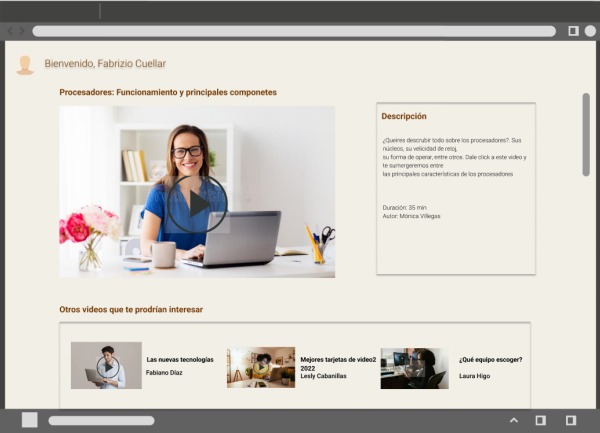 Bienvenido, Fabrizio Cuellar
Procesadores: Funcionamiento y principales componetes
Descripción
¿Queires descrubir todo sobre los procesadores?. Sus
núcleos, su velicidad de reloj,
su forma de operar, entre otros. Dale click a este video y
te sumergeremos entre
las principales características de los procesadores
Duración: 35 min
Autor: Mónica Villegas
Otros videos que te prodrían interesar
Las nuevas tecnologías
Fabiano Díaz
Mejores tarjetas de video2
2022
Lesly Cabanillas
¿Qué equipo escoger?
Laura Higo